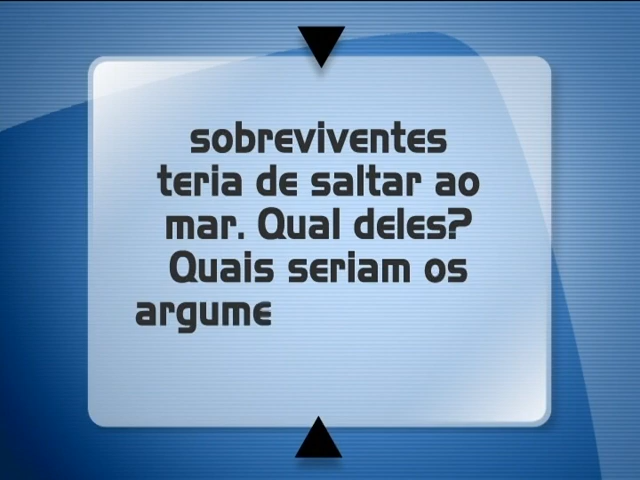 sobreviventes
teria de saltar ao
mar. Qual deles?
Quais seriam os
argume